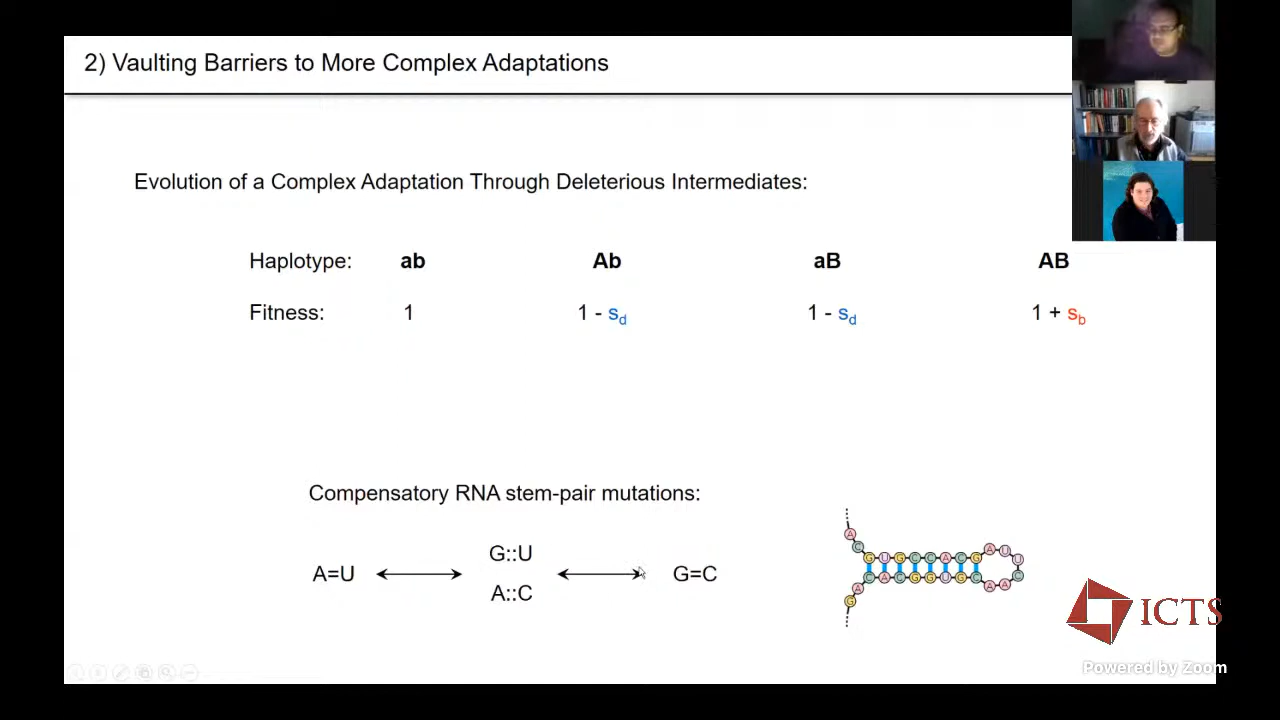 2) Vaulting Barriers to More Complex Adaptations
Evolution of a Complex Adaptation Through Deleterious Intermediates:
Haplotype: ab Ab aB AB
Fitness: 1 1 - sd 1 - sd 1 + sb
Compensatory RNA stem-pair mutations:
G::U
A=U G=C
A::C
A
C
G U G C C A C G A U U
C
C A C G G U G C A A
A
G
ICTS
Powered by Zoom